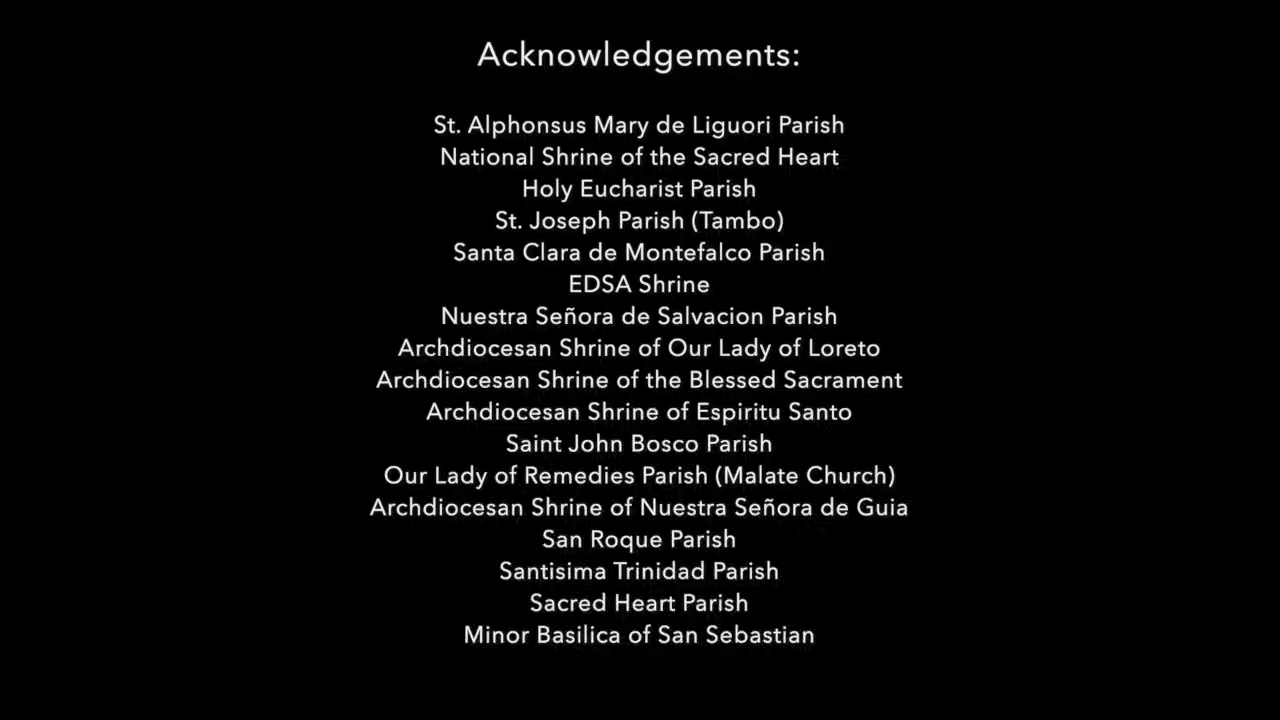 Acknowledgements:
St. Alphonsus Mary de Liguori Parish
National Shrine of the Sacred Heart
Holy Eucharist Parish
St. Joseph Parish (Tambo)
Santa Clara de Montefalco Parish
EDSA Shrine
Nuestra Señora de Salvacion Parish
Archdiocesan Shrine of Our Lady of Loreto
Archdiocesan Shrine of the Blessed Sacrament
Archdiocesan Shrine of Espiritu Santo
Saint John Bosco Parish
Our Lady of Remedies Parish (Malate Church)
Archdiocesan Shrine of Nuestra Señora de Guia
San Roque Parish
Santisima Trinidad Parish
Sacred Heart Parish
Minor Basilica of San Sebastian